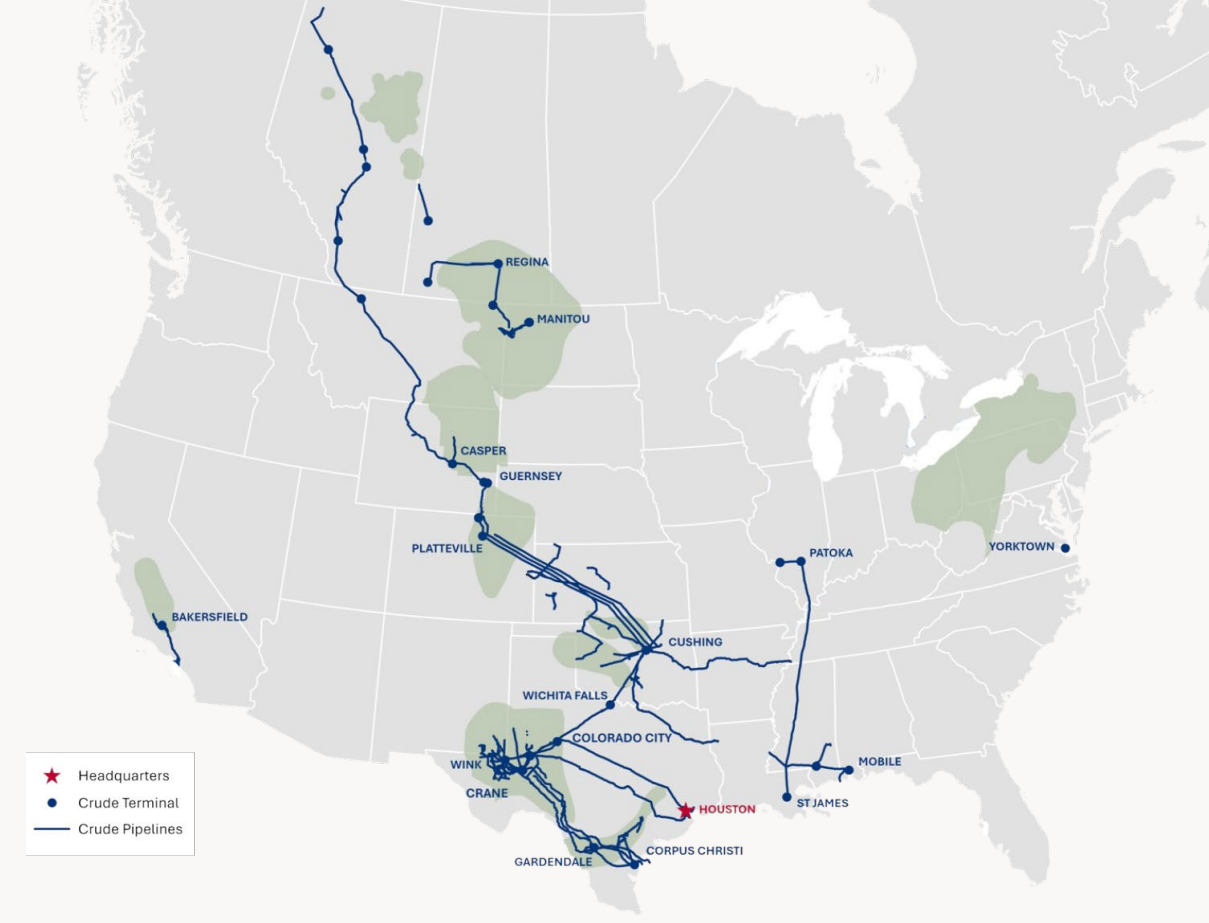 REGINA
MANITOU
CASPER
GUERNSEY
PLATTEVILLE
YORKTOWN
PATOKA
BAKERSFIELD
CUSHING
WICHITA FALLS
COLORADO CITY
WINK
MOBILE
CRANE
ST JAMES
HOUSTON
CORPUS CHRISTI
GARDENDALE
Headquarters
Crude Terminal
Crude Pipelines